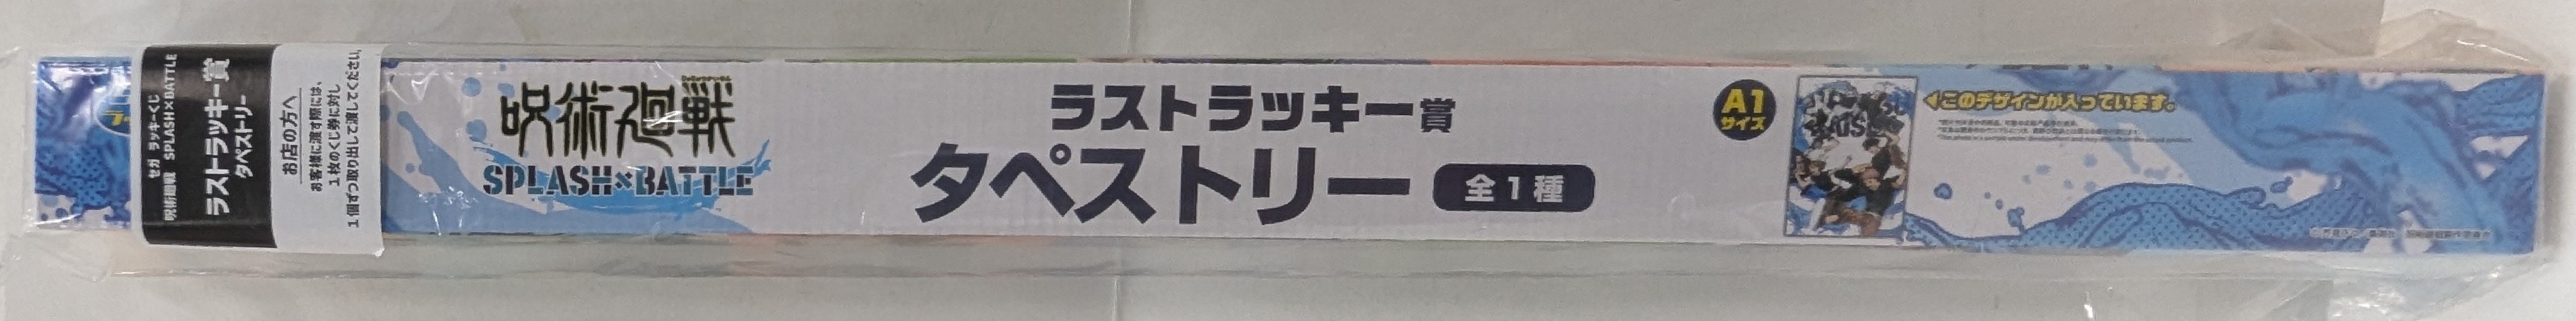 セガ ラッキーくじ
呪術廻戦 SPLASH×BATTLE
ラストラッキー賞
タペストリー
お店の方へ
お客様に渡す際には、
1枚のくじ券に対し
1個ずつ取り出して渡してください。
呪術廻戦
SPLASH×BATTLE
ラストラッキー賞
タペストリー 全1種
A1
サイズ
◀このデザインが入っています。